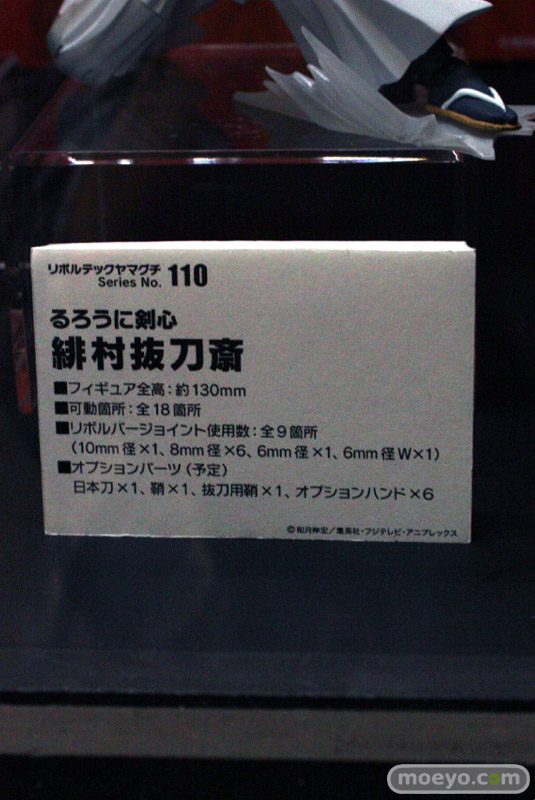 リボルテックヤマグチ
Series No. 110
るろうに剣心
緋村抜刀斎
■フィギュア全高：約130mm
■可動箇所：全18箇所
■リボルバージョイント使用数：全9箇所
（10mm径×1、8mm径×6、6mm径×1、6mm径W×1）
■オプションパーツ（予定）
日本刀×1、鞘×1、抜刀用鞘×1、オプションハンド×6
©和月伸宏／集英社・フジテレビ・アニプレックス
moeyo.com